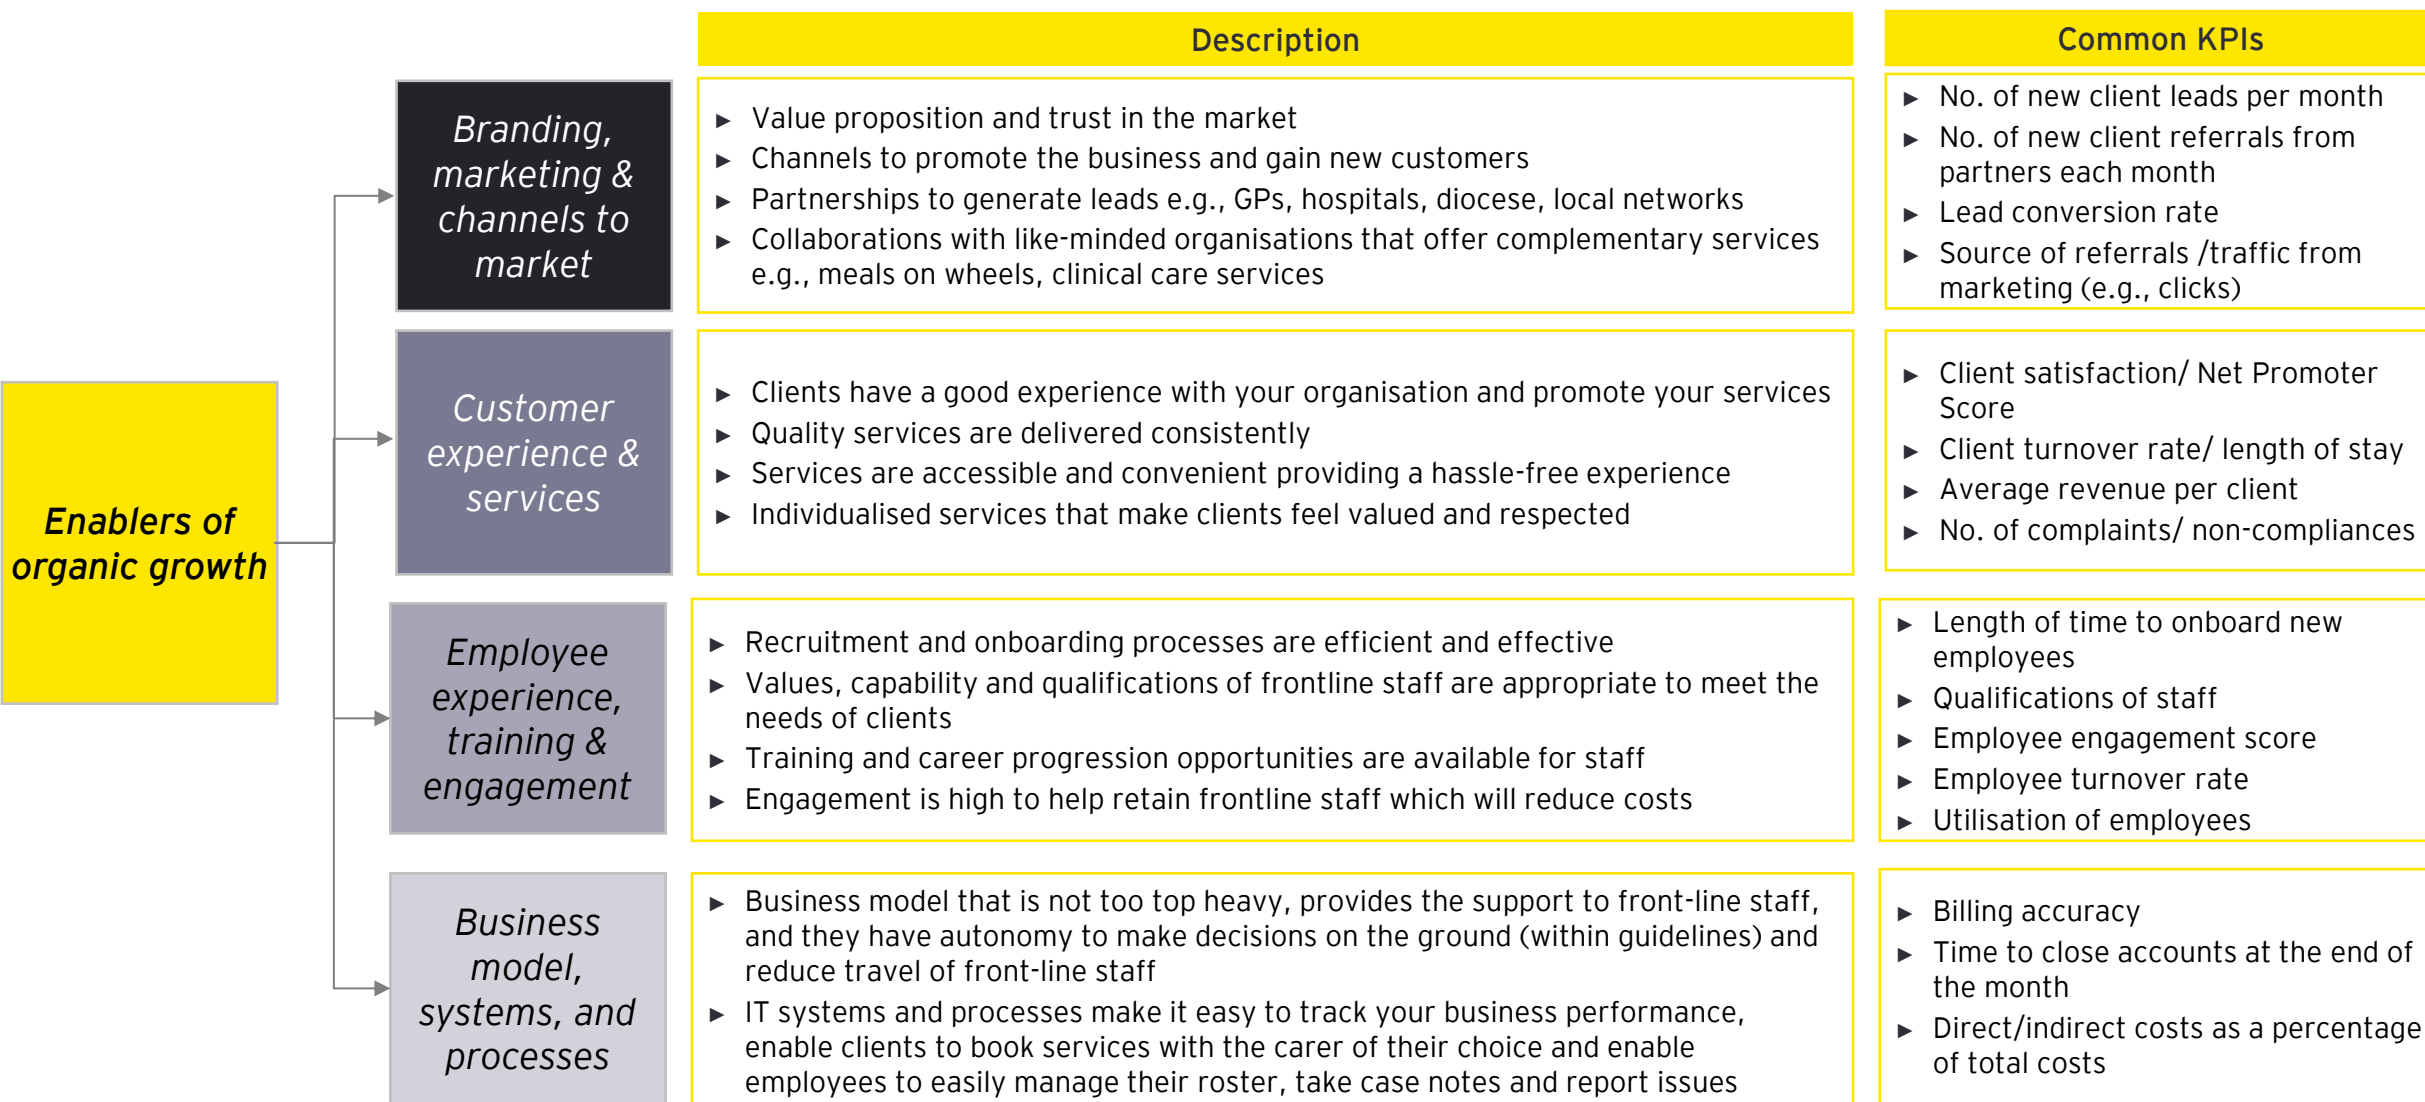 Description
Common KPIs
Enablers of
organic growth
Branding,
marketing &
channels to
market
► Value proposition and trust in the market
► Channels to promote the business and gain new customers
► Partnerships to generate leads e.g., GPs, hospitals, diocese, local networks
► Collaborations with like-minded organisations that offer complementary services
e.g., meals on wheels, clinical care services
► No. of new client leads per month
► No. of new client referrals from
partners each month
► Lead conversion rate
► Source of referrals /traffic from
marketing (e.g., clicks)
Customer
experience &
services
► Clients have a good experience with your organisation and promote your services
► Quality services are delivered consistently
► Services are accessible and convenient providing a hassle-free experience
► Individualised services that make clients feel valued and respected
► Client satisfaction/ Net Promoter
Score
► Client turnover rate/ length of stay
► Average revenue per client
► No. of complaints/ non-compliances
Employee
experience,
training &
engagement
► Recruitment and onboarding processes are efficient and effective
► Values, capability and qualifications of frontline staff are appropriate to meet the
needs of clients
► Training and career progression opportunities are available for staff
► Engagement is high to help retain frontline staff which will reduce costs
► Length of time to onboard new
employees
► Qualifications of staff
► Employee engagement score
► Employee turnover rate
► Utilisation of employees
Business
model,
systems, and
processes
► Business model that is not too top heavy, provides the support to front-line staff,
and they have autonomy to make decisions on the ground (within guidelines) and
reduce travel of front-line staff
► IT systems and processes make it easy to track your business performance,
enable clients to book services with the carer of their choice and enable
employees to easily manage their roster, take case notes and report issues
► Billing accuracy
► Time to close accounts at the end of
the month
► Direct/indirect costs as a percentage
of total costs